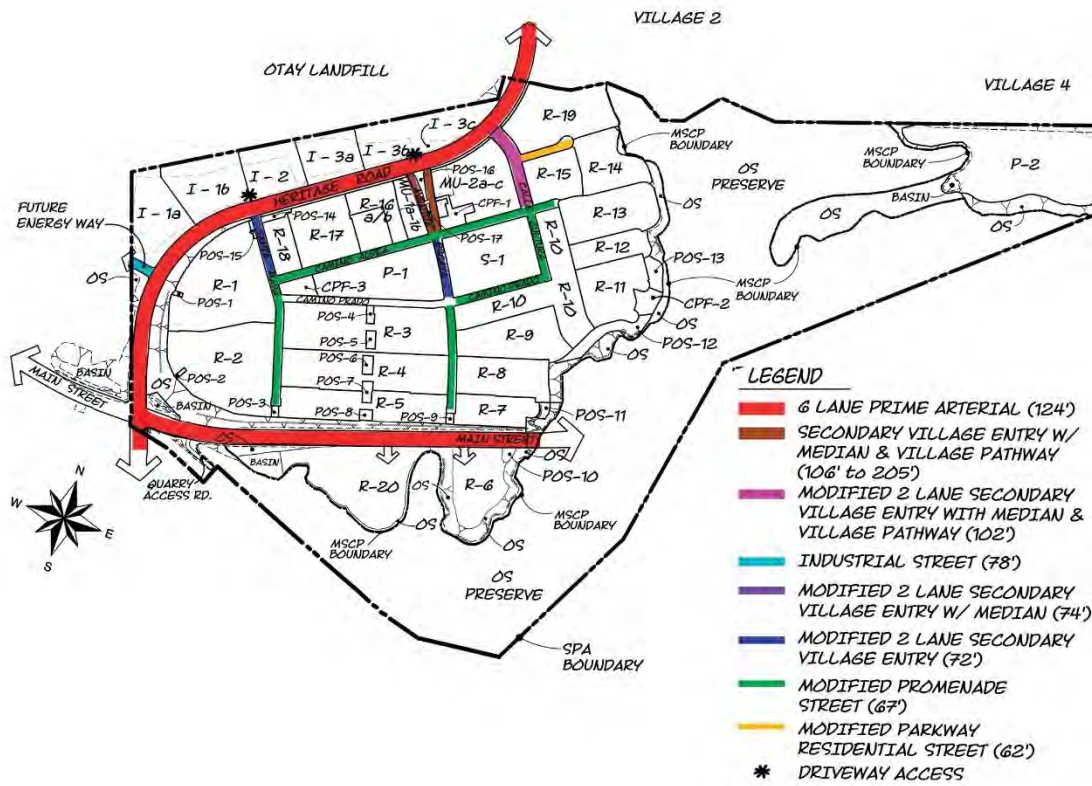 VILLAGE 2
OTAY LANDFILL
VILLAGE 4
I - 3c
R-19
MSCP
BOUNDARY
I - 3b
I - 3a
I - 2
I - 1b
I - 1a
HERITAGE ROAD
POS-16
MU-2a-c
CPF-1
R-15
R-14
OS
PRESERVE
MSCP
BOUNDARY
BASIN
P-2
OS
OS
OS
FUTURE
ENERGY WAY
OS
POS-14
POS-15
R-18
R-17
R-16
a/b
POS-17
R-13
R-10
R-12
POS-13
R-11
CPF-2
MSCP
BOUNDARY
OS
P-1
S-1
R-1
POS-1
CPF-3
CAMINO PRADO
CAMINO PRADO
R-10
R-10
POS-12
OS
POS-4
POS-5
R-3
R-9
R-2
POS-6
R-4
R-8
POS-2
POS-7
R-5
R-7
POS-3
POS-8
POS-9
POS-11
BASIN
MAIN STREET
OS
BASIN
MAIN STREET
OS
BASIN
OS
POS-10
QUARRY
ACCESS RD.
R-20
OS
R-6
MSCP
BOUNDARY
MSCP
BOUNDARY
OS
OS
OS
PRESERVE
SPA
BOUNDARY
N
W
E
S
LEGEND
6 LANE PRIME ARTERIAL (124')
SECONDARY VILLAGE ENTRY W/
MEDIAN & VILLAGE PATHWAY
(106' to 205')
MODIFIED 2 LANE SECONDARY
VILLAGE ENTRY WITH MEDIAN &
VILLAGE PATHWAY (102')
INDUSTRIAL STREET (78')
MODIFIED 2 LANE SECONDARY
VILLAGE ENTRY W/ MEDIAN (74')
MODIFIED 2 LANE SECONDARY
VILLAGE ENTRY (72')
MODIFIED PROMENADE
STREET (67')
MODIFIED PARKWAY
RESIDENTIAL STREET (62')
DRIVEWAY ACCESS